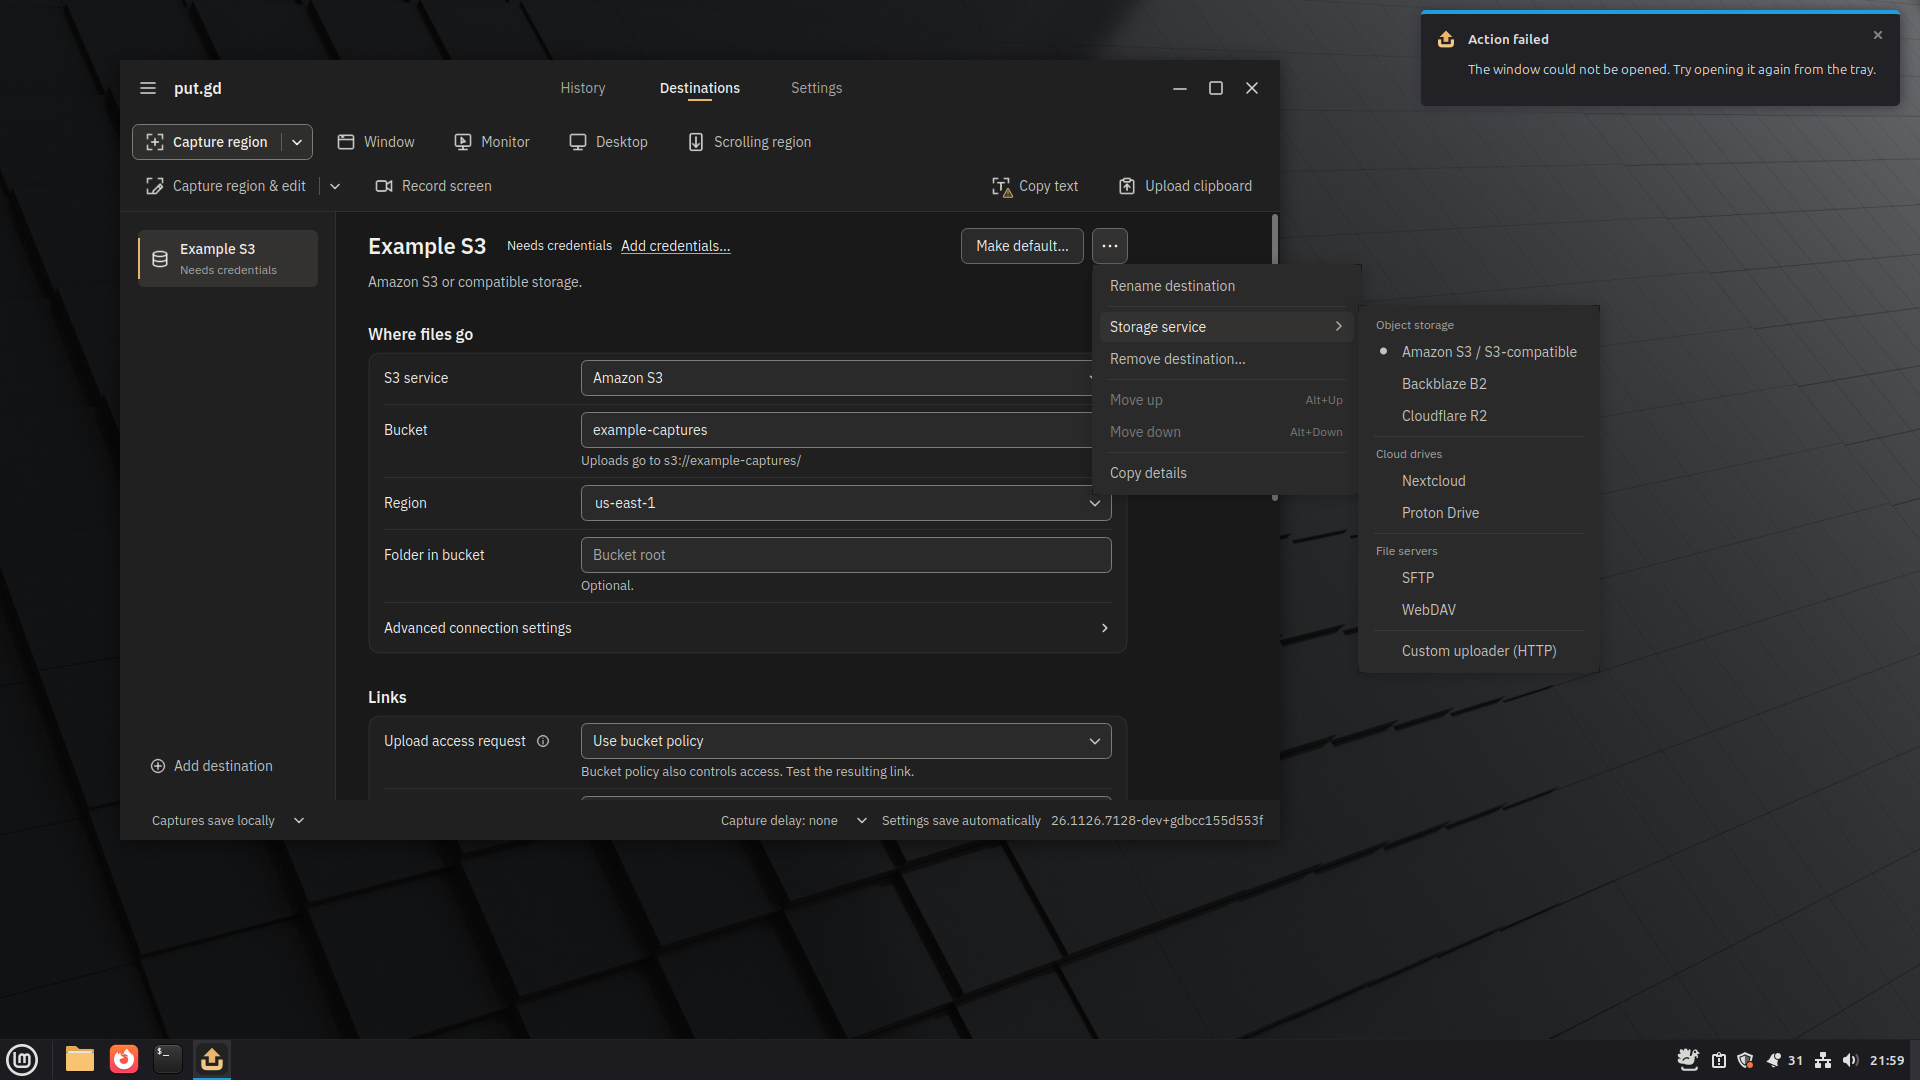 Action failed
The window could not be opened. Try opening it again from the tray.
put.gd
History
Destinations
Settings
Capture region
Window
Monitor
Desktop
Scrolling region
Capture region & edit
Record screen
Copy text
Upload clipboard
Example S3
Needs credentials
Example S3
Needs credentials
Add credentials...
Make default...
Amazon S3 or compatible storage.
Where files go
S3 service
Amazon S3
Bucket
example-captures
Uploads go to s3://example-captures/
Region
us-east-1
Folder in bucket
Bucket root
Optional.
Advanced connection settings
Links
Upload access request
Use bucket policy
Bucket policy also controls access. Test the resulting link.
Rename destination
Storage service
Remove destination...
Move up Alt+Up
Move down Alt+Down
Copy details
Object storage
Amazon S3 / S3-compatible
Backblaze B2
Cloudflare R2
Cloud drives
Nextcloud
Proton Drive
File servers
SFTP
WebDAV
Custom uploader (HTTP)
Add destination
Captures save locally
Capture delay: none
Settings save automatically
26.1126.7128-dev+gdbcc155d553f
$_
31
21:59